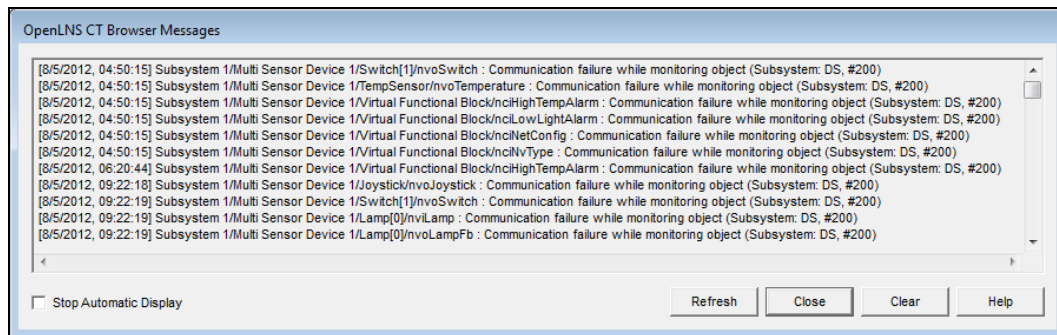 OpenLNS CT Browser Messages
[8/5/2012, 04:50:15] Subsystem 1/Multi Sensor Device 1/Switch[1]/nvoSwitch : Communication failure while monitoring object (Subsystem: DS, #200)
[8/5/2012, 04:50:15] Subsystem 1/Multi Sensor Device 1/TempSensor/nvoTemperature : Communication failure while monitoring object (Subsystem: DS, #200)
[8/5/2012, 04:50:15] Subsystem 1/Multi Sensor Device 1/Virtual Functional Block/nciHighTempAlarm : Communication failure while monitoring object (Subsystem: DS, #200)
[8/5/2012, 04:50:15] Subsystem 1/Multi Sensor Device 1/Virtual Functional Block/nciLowLightAlarm : Communication failure while monitoring object (Subsystem: DS, #200)
[8/5/2012, 04:50:15] Subsystem 1/Multi Sensor Device 1/Virtual Functional Block/nciNetConfig : Communication failure while monitoring object (Subsystem: DS, #200)
[8/5/2012, 04:50:15] Subsystem 1/Multi Sensor Device 1/Virtual Functional Block/nciNvType : Communication failure while monitoring object (Subsystem: DS, #200)
[8/5/2012, 06:20:44] Subsystem 1/Multi Sensor Device 1/Virtual Functional Block/nciHighTempAlarm : Communication failure while monitoring object (Subsystem: DS, #200)
[8/5/2012, 09:22:18] Subsystem 1/Multi Sensor Device 1/Joystick/nvoJoystick : Communication failure while monitoring object (Subsystem: DS, #200)
[8/5/2012, 09:22:19] Subsystem 1/Multi Sensor Device 1/Switch[1]/nvoSwitch : Communication failure while monitoring object (Subsystem: DS, #200)
[8/5/2012, 09:22:19] Subsystem 1/Multi Sensor Device 1/Lamp[0]/nviLamp : Communication failure while monitoring object (Subsystem: DS, #200)
[8/5/2012, 09:22:19] Subsystem 1/Multi Sensor Device 1/Lamp[0]/nvoLampFb : Communication failure while monitoring object (Subsystem: DS, #200)
Stop Automatic Display
Refresh
Close
Clear
Help